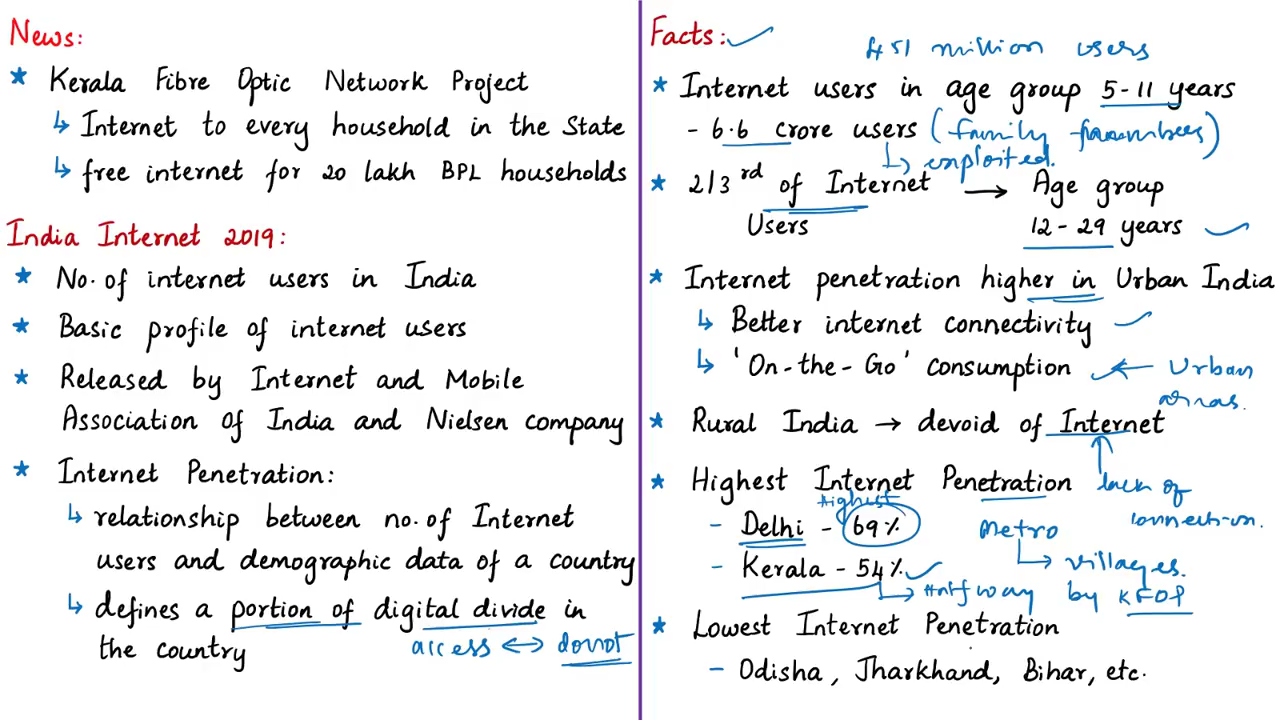 News:
* Kerala Fibre Optic Network Project
↳ Internet to every household in the State
↳ free internet for 20 lakh BPL households
India Internet 2019:
* No. of internet users in India
* Basic profile of internet users
* Released by Internet and Mobile
Association of India and Nielsen company
* Internet Penetration:
↳ relationship between no. of Internet
users and demographic data of a country
↳ defines a portion of digital divide in
the country
access ↔ donot
Facts:
451 million users
* Internet users in age group 5-11 years
- 6.6 crore users (family
↳ exploited.
* 2/3rd of Internet → Age group
Users 12-29 years
* Internet penetration higher in Urban India
↳ Better internet connectivity
↳ 'On-the-Go' consumption ← Urban
areas.
* Rural India → devoid of Internet
* Highest Internet Penetration
lack of
connection.
Highest
- Delhi - 69%
Metro
↳ villages.
- Kerala - 54%
↳ Halfway by KFOP
* Lowest Internet Penetration
- Odisha, Jharkhand, Bihar, etc.